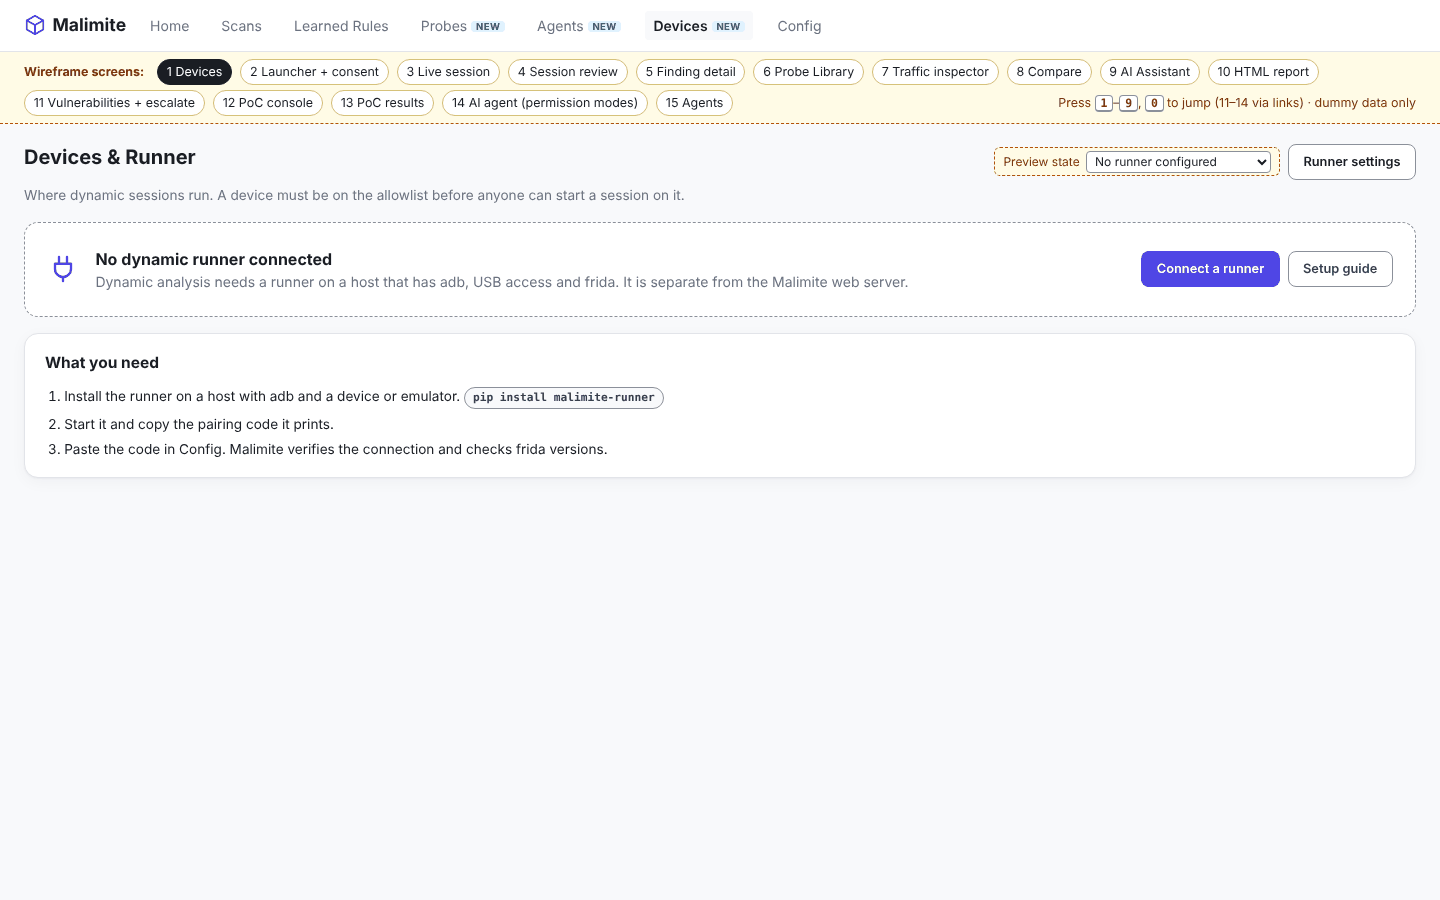 Malimite Home Scans Learned Rules Probes NEW Agents NEW Devices NEW Config
Wireframe screens: 1 Devices 2 Launcher + consent 3 Live session 4 Session review 5 Finding detail 6 Probe Library 7 Traffic inspector 8 Compare 9 AI Assistant 10 HTML report
11 Vulnerabilities + escalate 12 PoC console 13 PoC results 14 AI agent (permission modes) 15 Agents Press 1–9, 0 to jump (11–14 via links) · dummy data only
Devices & Runner Preview state No runner configured Runner settings
Where dynamic sessions run. A device must be on the allowlist before anyone can start a session on it.
No dynamic runner connected
Dynamic analysis needs a runner on a host that has adb, USB access and frida. It is separate from the Malimite web server.
Connect a runner Setup guide
What you need
1. Install the runner on a host with adb and a device or emulator. pip install malimite-runner
2. Start it and copy the pairing code it prints.
3. Paste the code in Config. Malimite verifies the connection and checks frida versions.